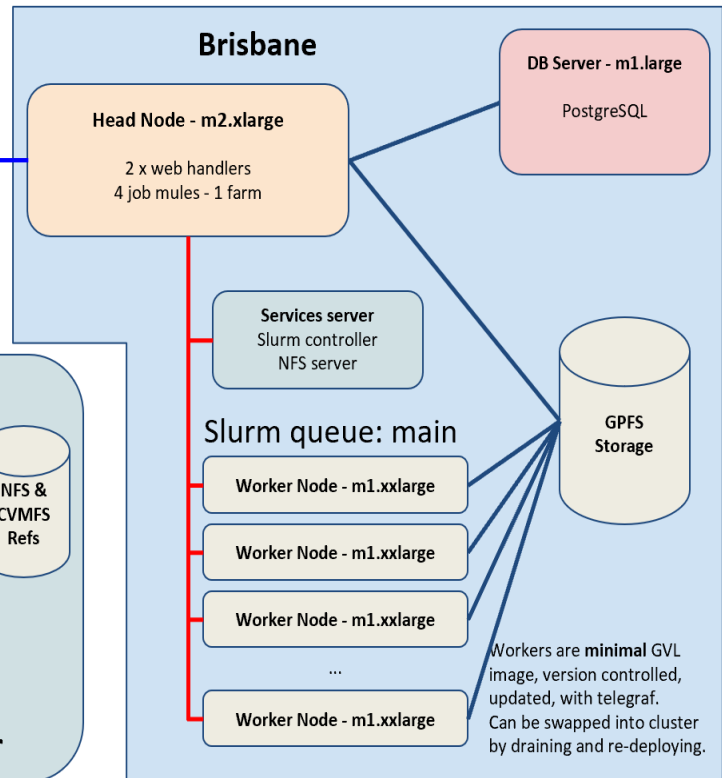 Brisbane
DB Server - m1.large
PostgreSQL
Head Node - m2.xlarge
2 x web handlers
4 job mules - 1 farm
Services server
Slurm controller
NFS server
GPFS
Storage
Slurm queue: main
NFS &
CVMFS
Refs
Worker Node - m1.xxlarge
Worker Node - m1.xxlarge
Worker Node - m1.xxlarge
...
Worker Node - m1.xxlarge
Workers are minimal GVL
image, version controlled,
updated, with telegraf.
Can be swapped into cluster
by draining and re-deploying.